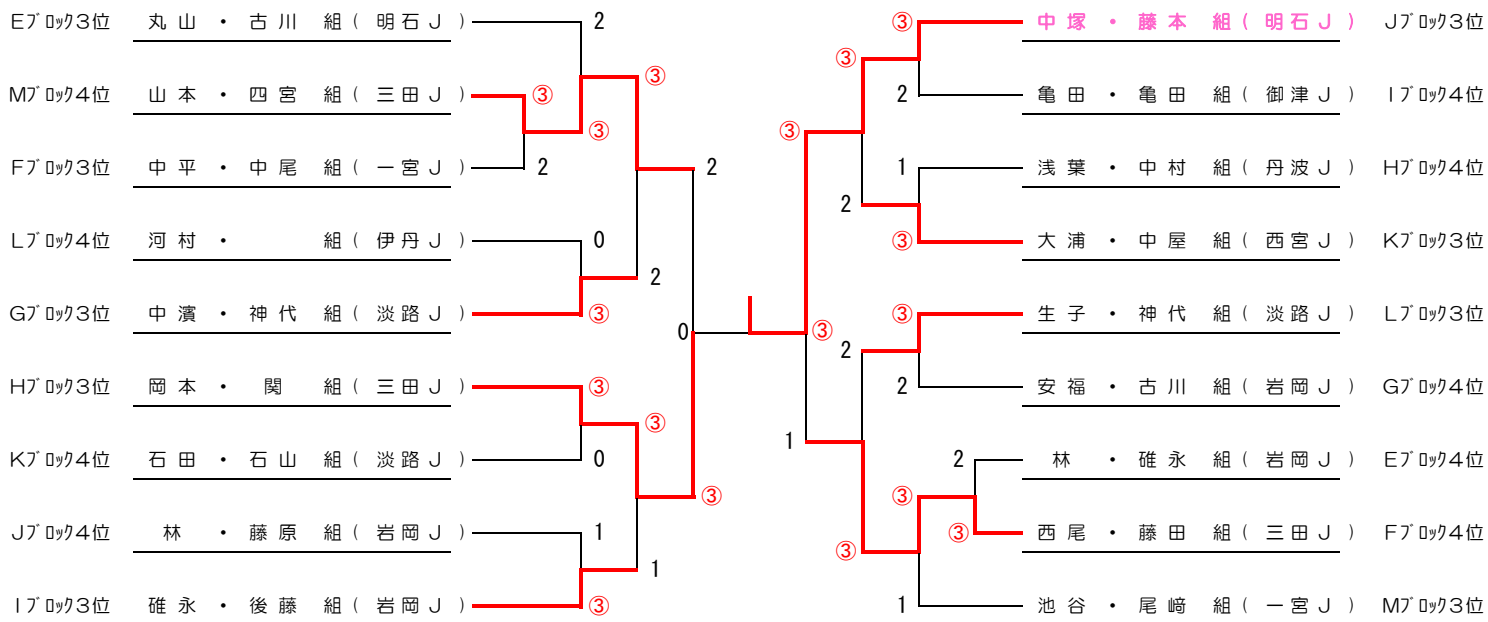 Eブロック3位 丸山・古川 組(明石J) 2 ③ 中塚・藤本 組(明石J) Jブロック3位
③ ③
Mブロック4位 山本・四宮 組(三田J) ③ 2 亀田・亀田 組(御津J) Iブロック4位
③ ③
Fブロック3位 中平・中尾 組(一宮J) 2 2 1 浅葉・中村 組(丹波J) Hブロック4位
2
Lブロック4位 河村・ 組(伊丹J) 0 ③ 大浦・中屋 組(西宮J) Kブロック3位
2
Gブロック3位 中濱・神代 組(淡路J) ③ ③ 生子・神代 組(淡路J) Lブロック3位
0 ③
2
Hブロック3位 岡本・関 組(三田J) ③ 2 安福・古川 組(岩岡J) Gブロック4位
③
1
Kブロック4位 石田・石山 組(淡路J) 0 2 林・碓永 組(岩岡J) Eブロック4位
③ ③
Jブロック4位 林・藤原 組(岩岡J) 1 ③ 西尾・藤田 組(三田J) Fブロック4位
③
1
Iブロック3位 碓永・後藤 組(岩岡J) ③ 1 池谷・尾﨑 組(一宮J) Mブロック3位